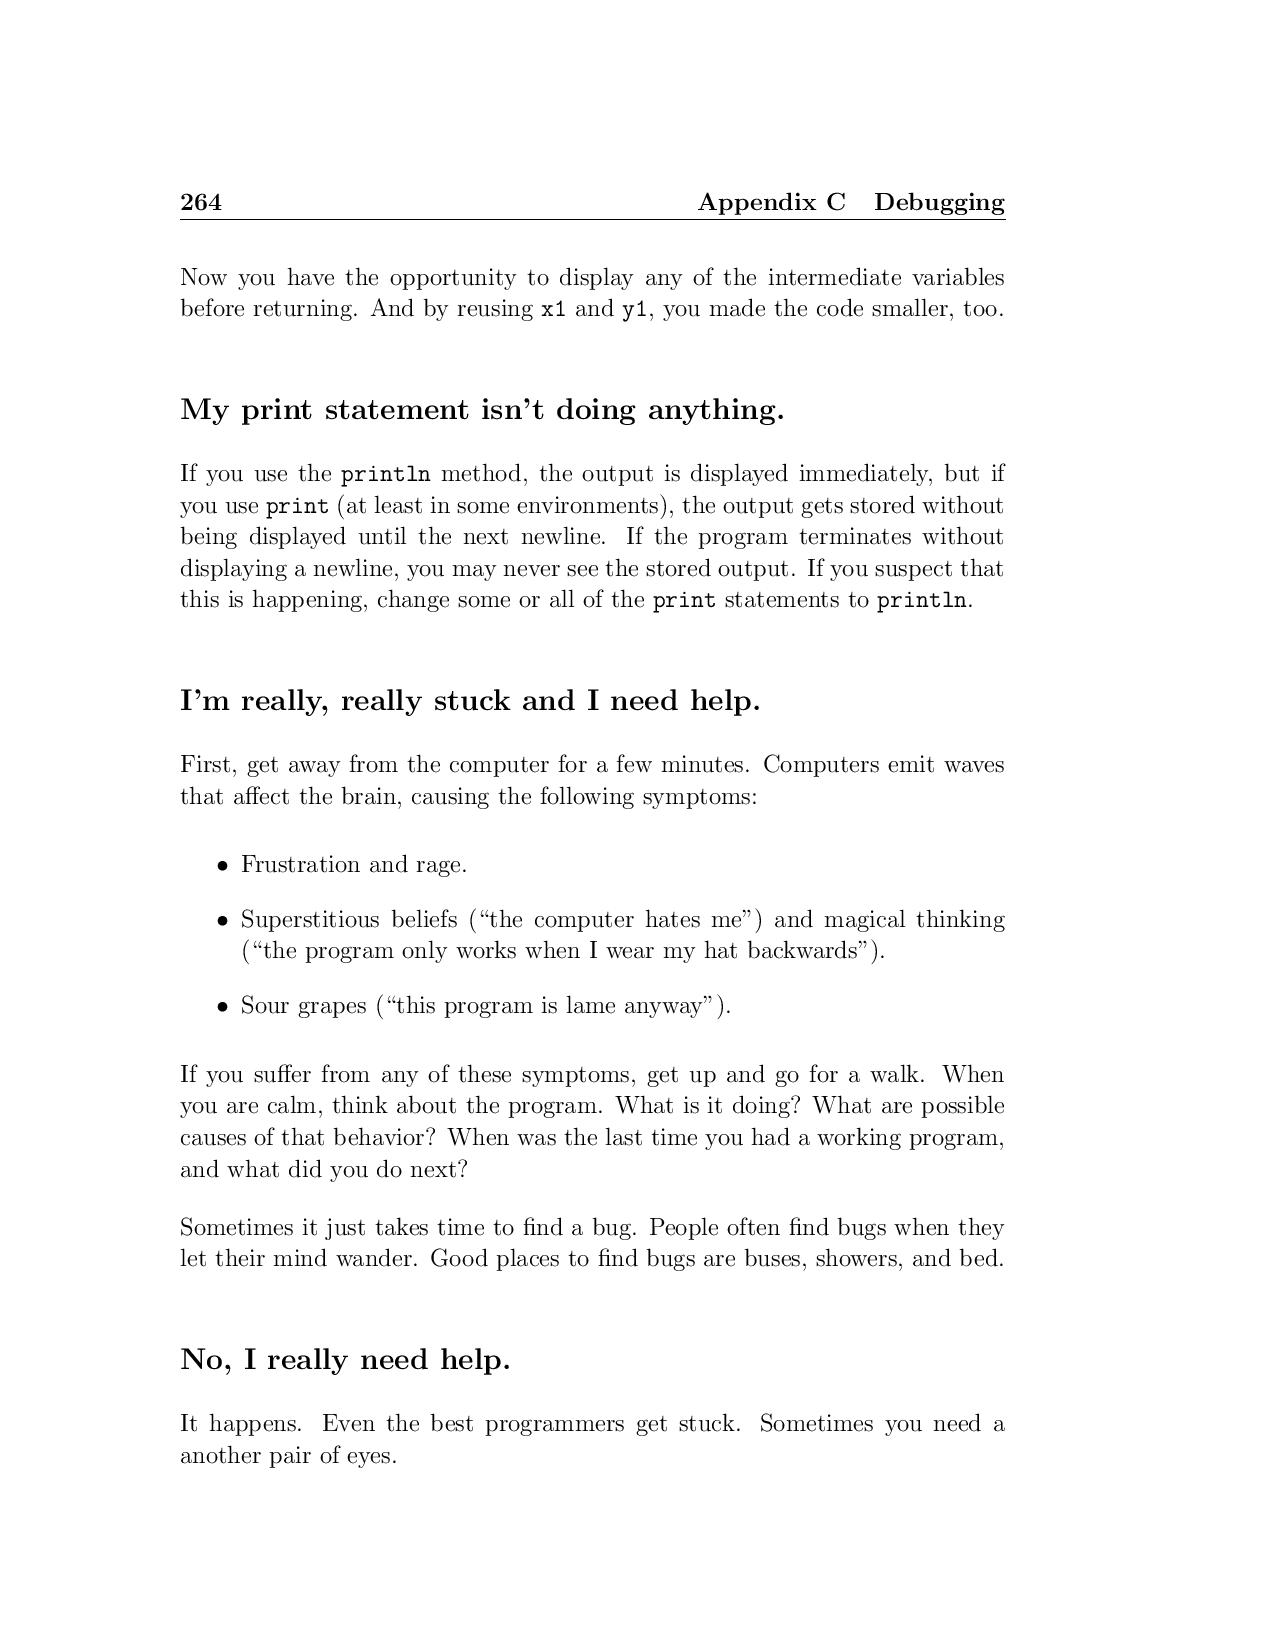 264 Appendix C Debugging
Now you have the opportunity to display any of the intermediate variables
before returning. And by reusing x1 and y1, you made the code smaller, too.
My print statement isn't doing anything.
If you use the println method, the output is displayed immediately, but if
you use print (at least in some environments), the output gets stored without
being displayed until the next newline. If the program terminates without
displaying a newline, you may never see the stored output. If you suspect that
this is happening, change some or all of the print statements to println.
I'm really, really stuck and I need help.
First, get away from the computer for a few minutes. Computers emit waves
that affect the brain, causing the following symptoms:
• Frustration and rage.
• Superstitious beliefs (“the computer hates me”) and magical thinking
(“the program only works when I wear my hat backwards”).
• Sour grapes (“this program is lame anyway”).
If you suffer from any of these symptoms, get up and go for a walk. When
you are calm, think about the program. What is it doing? What are possible
causes of that behavior? When was the last time you had a working program,
and what did you do next?
Sometimes it just takes time to find a bug. People often find bugs when they
let their mind wander. Good places to find bugs are buses, showers, and bed.
No, I really need help.
It happens. Even the best programmers get stuck. Sometimes you need a
another pair of eyes.